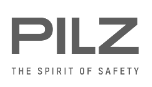 PILZ
THE SPIRIT OF SAFETY